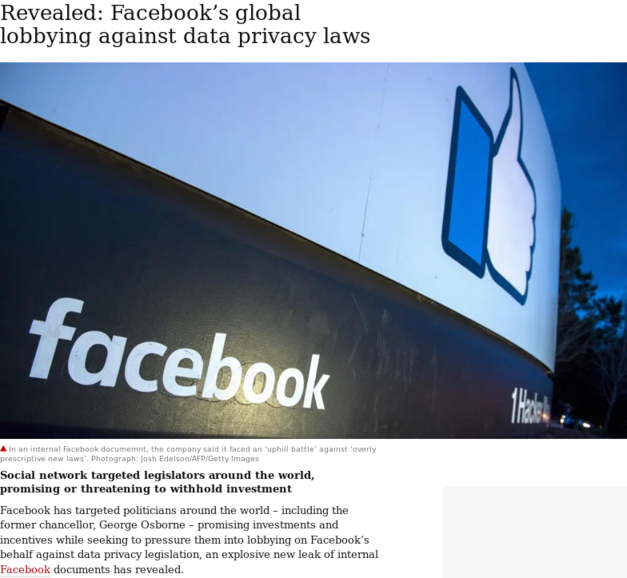 Revealed: Facebook’s global
lobbying against data privacy laws
facebook
1 Hacker
In an internal Facebook documemnt, the company said it faced an ‘uphill battle’ against ‘overly
prescriptive new laws’. Photograph: Josh Edelson/AFP/Getty Images
Social network targeted legislators around the world,
promising or threatening to withhold investment
Facebook has targeted politicians around the world – including the
former chancellor, George Osborne – promising investments and
incentives while seeking to pressure them into lobbying on Facebook’s
behalf against data privacy legislation, an explosive new leak of internal
Facebook documents has revealed.